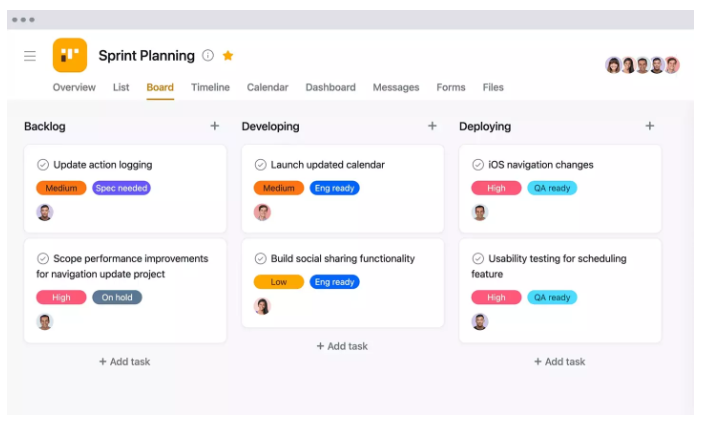 Sprint Planning
Overview List Board Timeline Calendar Dashboard Messages Forms Files
Backlog
Update action logging
Medium Spec needed
Scope performance improvements
for navigation update project
High On hold
+ Add task
Developing
Launch updated calendar
Medium Eng ready
Build social sharing functionality
Low Eng ready
+ Add task
Deploying
iOS navigation changes
High QA ready
Usability testing for scheduling
feature
High QA ready
+ Add task